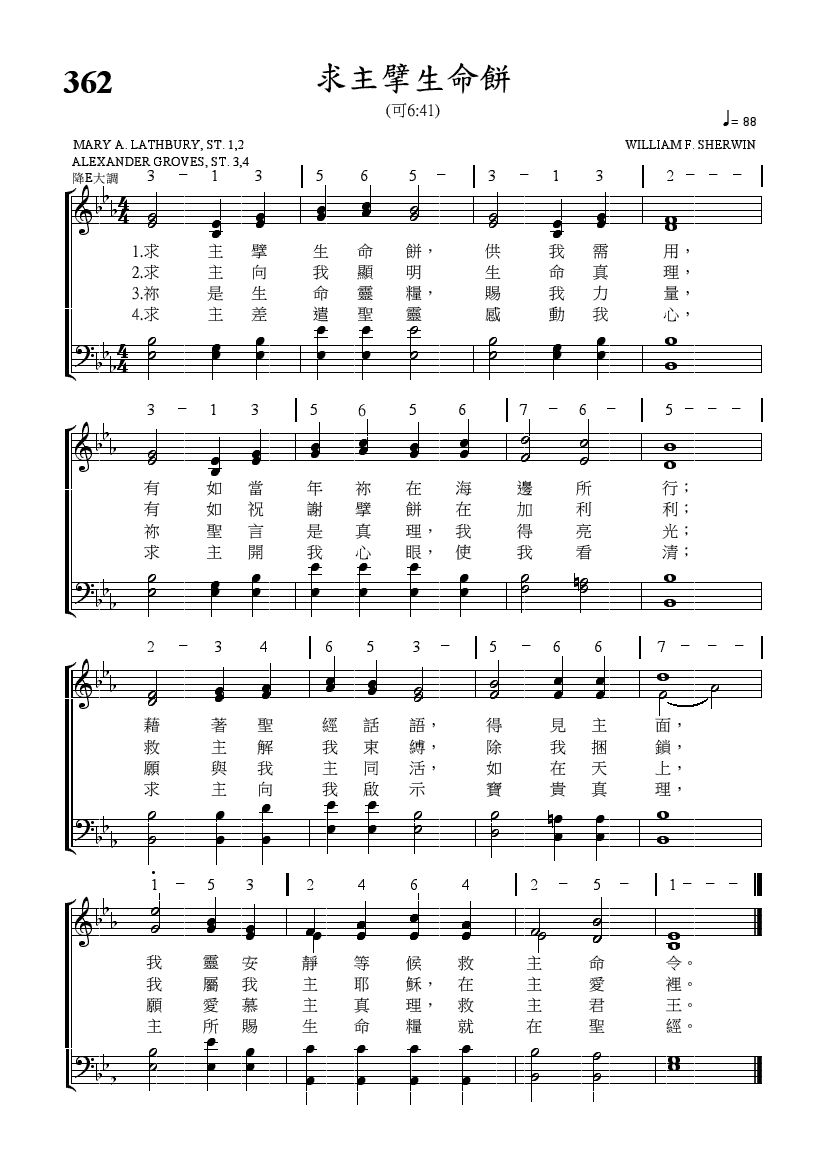 362
求主擘生命餅
(可6:41)
♩= 88
MARY A. LATHBURY, ST. 1,2
WILLIAM F. SHERWIN
ALEXANDER GROVES, ST. 3,4
降E大調
3 – 1 3 | 5 6 5 – | 3 – 1 3 | 2 – – – |
1.求主擘生命餅，供我需用，
2.求主向我顯明生命真理，
3.祢是生命靈糧，賜我力量，
4.求主差遣聖靈感動我心，
3 – 1 3 | 5 6 5 6 | 7 – 6 – | 5 – – – |
有如當年祢在海邊所行；
有如祝謝擘餅在加利利；
祢聖言是真理，我得亮光；
求主開我心眼，使我看清；
2 – 3 4 | 6 5 3 – | 5 – 6 6 | 7 – – – |
藉著聖經話語，得見主面，
救主解我束縛，除我捆鎖，
願與我主同活，如在天上，
求主向我啟示寶貴真理，
1̇ – 5 3 | 2 4 6 4 | 2 – 5 – | 1 – –
我靈安靜等候救主命令。
我屬我主耶穌，在主愛裡。
願愛慕主真理，救主君王。
主所賜生命糧就在聖經。